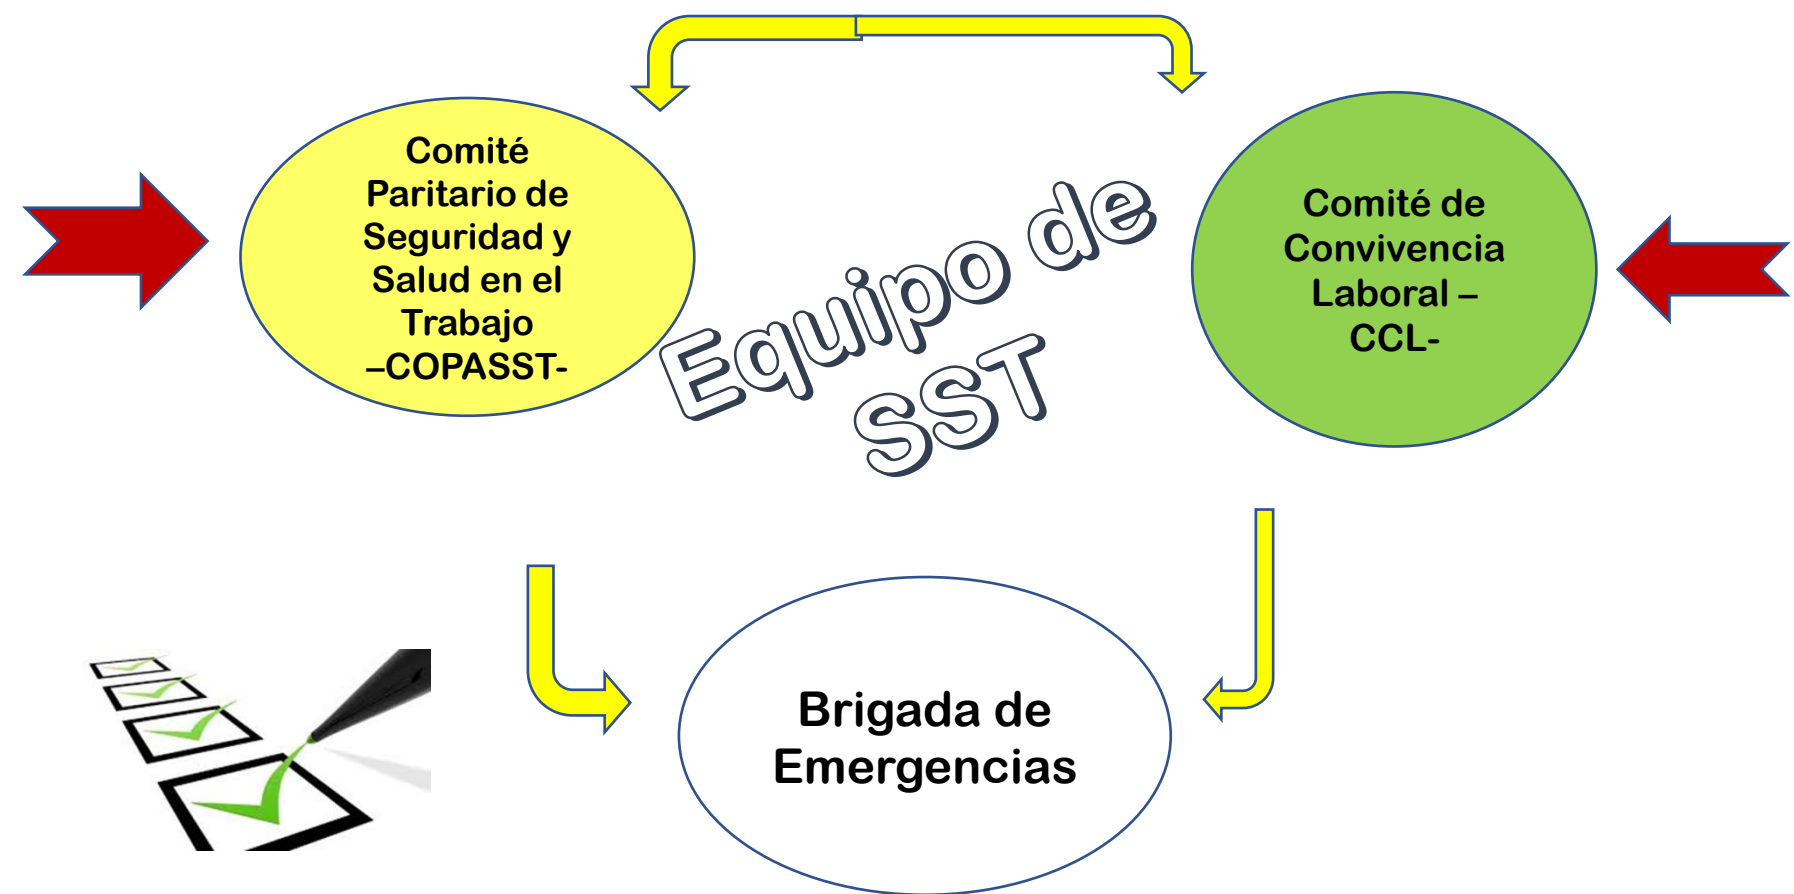 Comité
Paritario de
Seguridad y
Salud en el
Trabajo
–COPASST-
Equipo de
SST
Comité de
Convivencia
Laboral –
CCL-
Brigada de
Emergencias